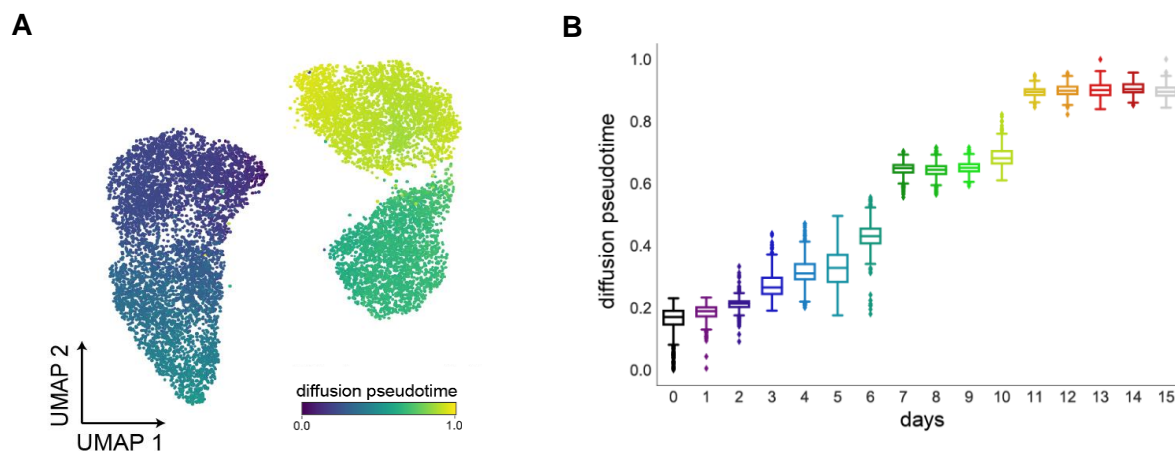 A
UMAP 2
UMAP 1
diffusion pseudotime
0.0 1.0
B
diffusion pseudotime
1.0
0.8
0.6
0.4
0.2
0.0
0 1 2 3 4 5 6 7 8 9 10 11 12 13 14 15
days